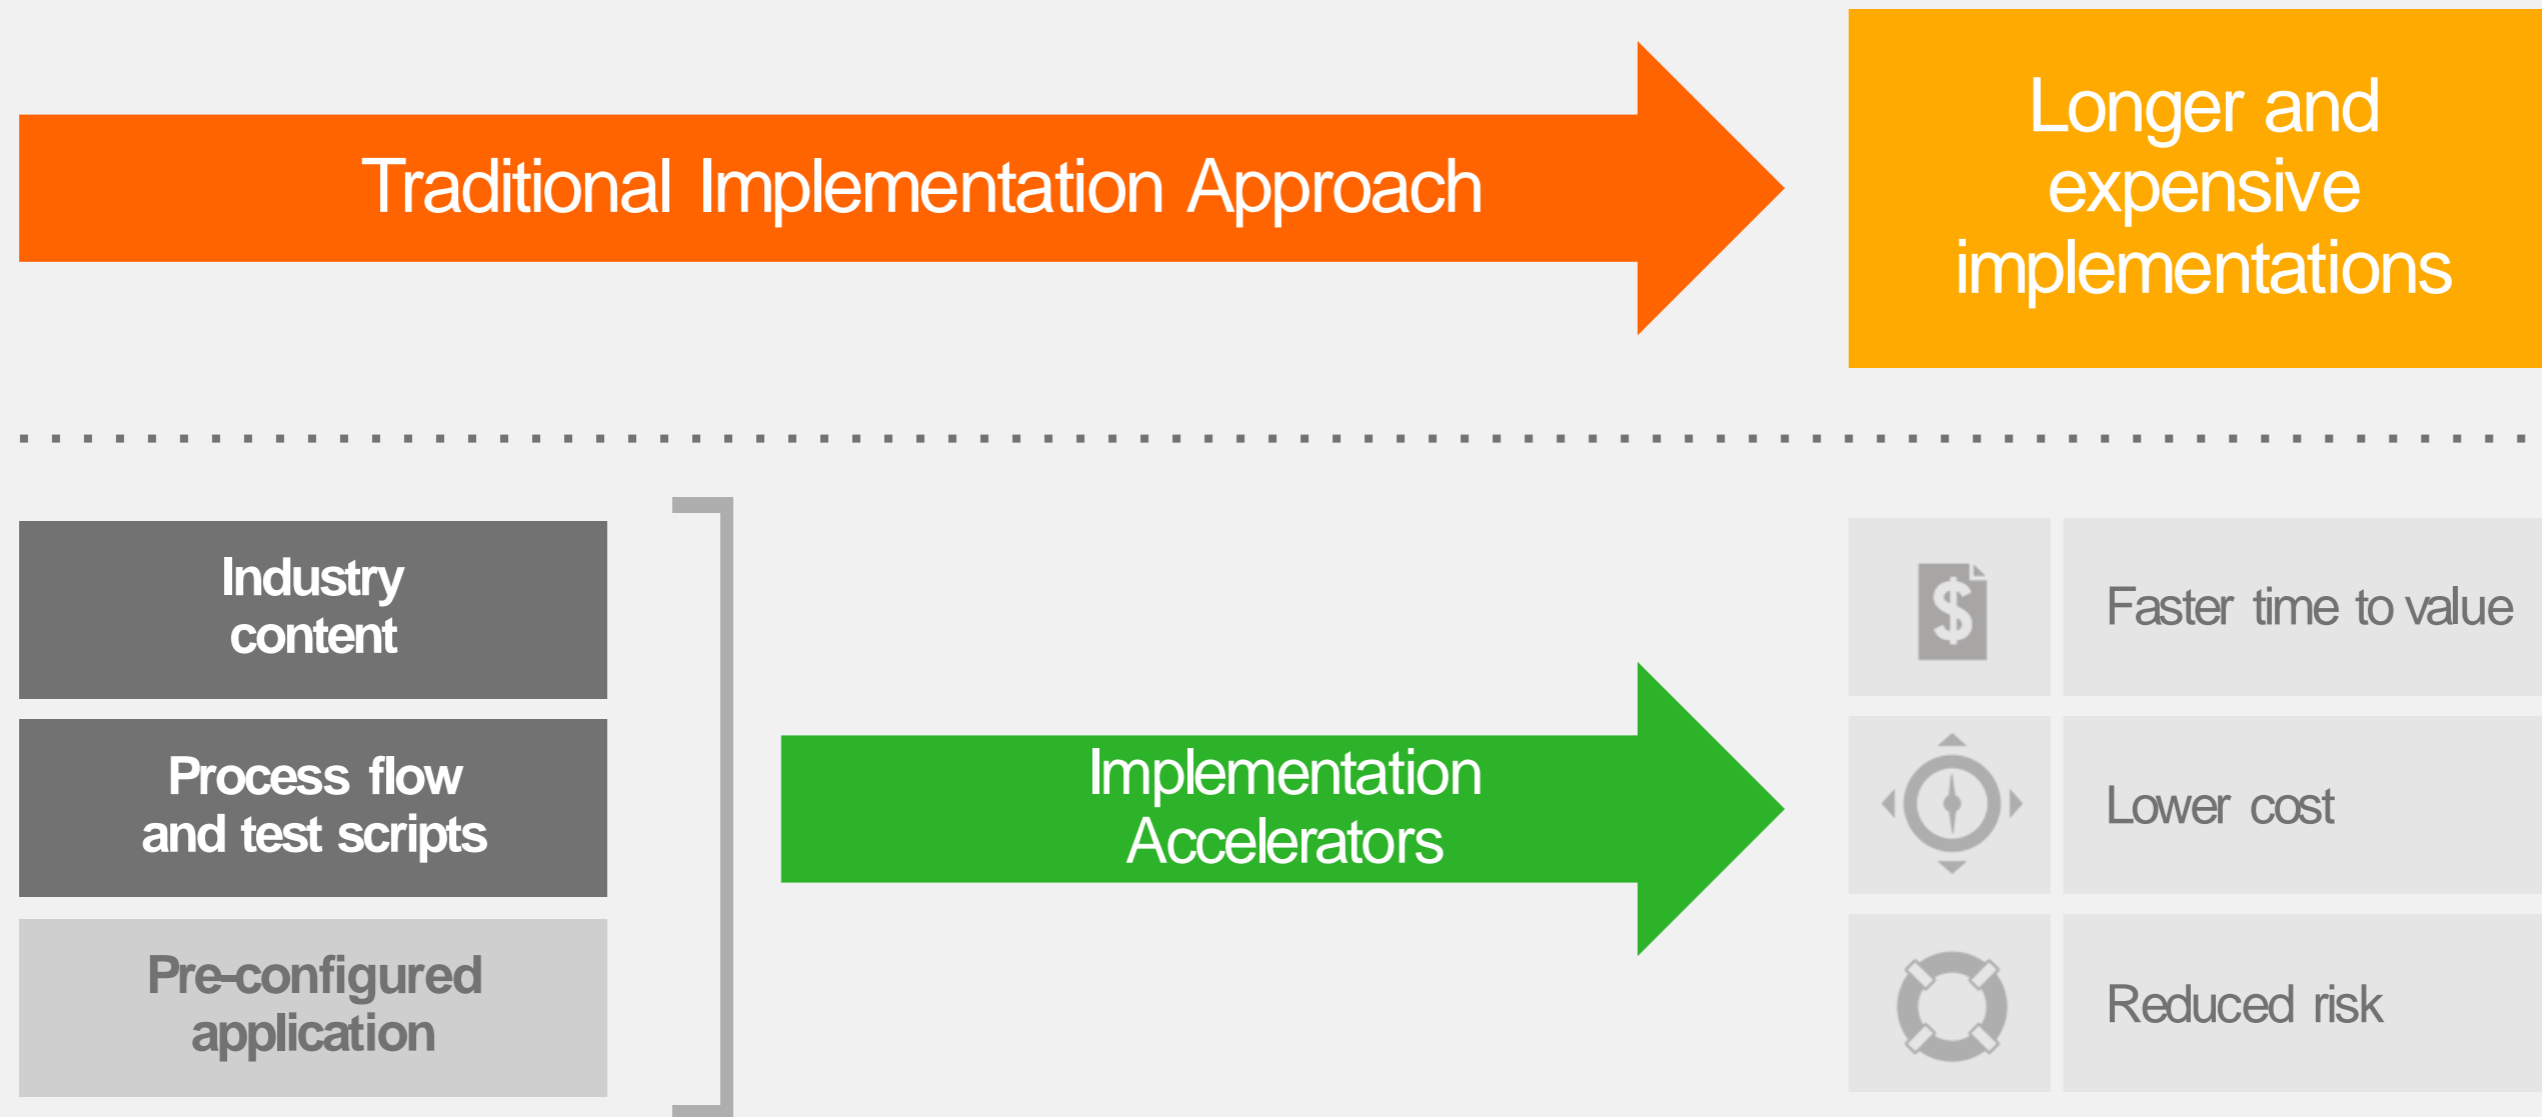 Traditional Implementation Approach
Longer and
expensive
implementations
Industry
content
Process flow
and test scripts
Pre-configured
application
Implementation
Accelerators
$
Faster time to value
Lower cost
Reduced risk